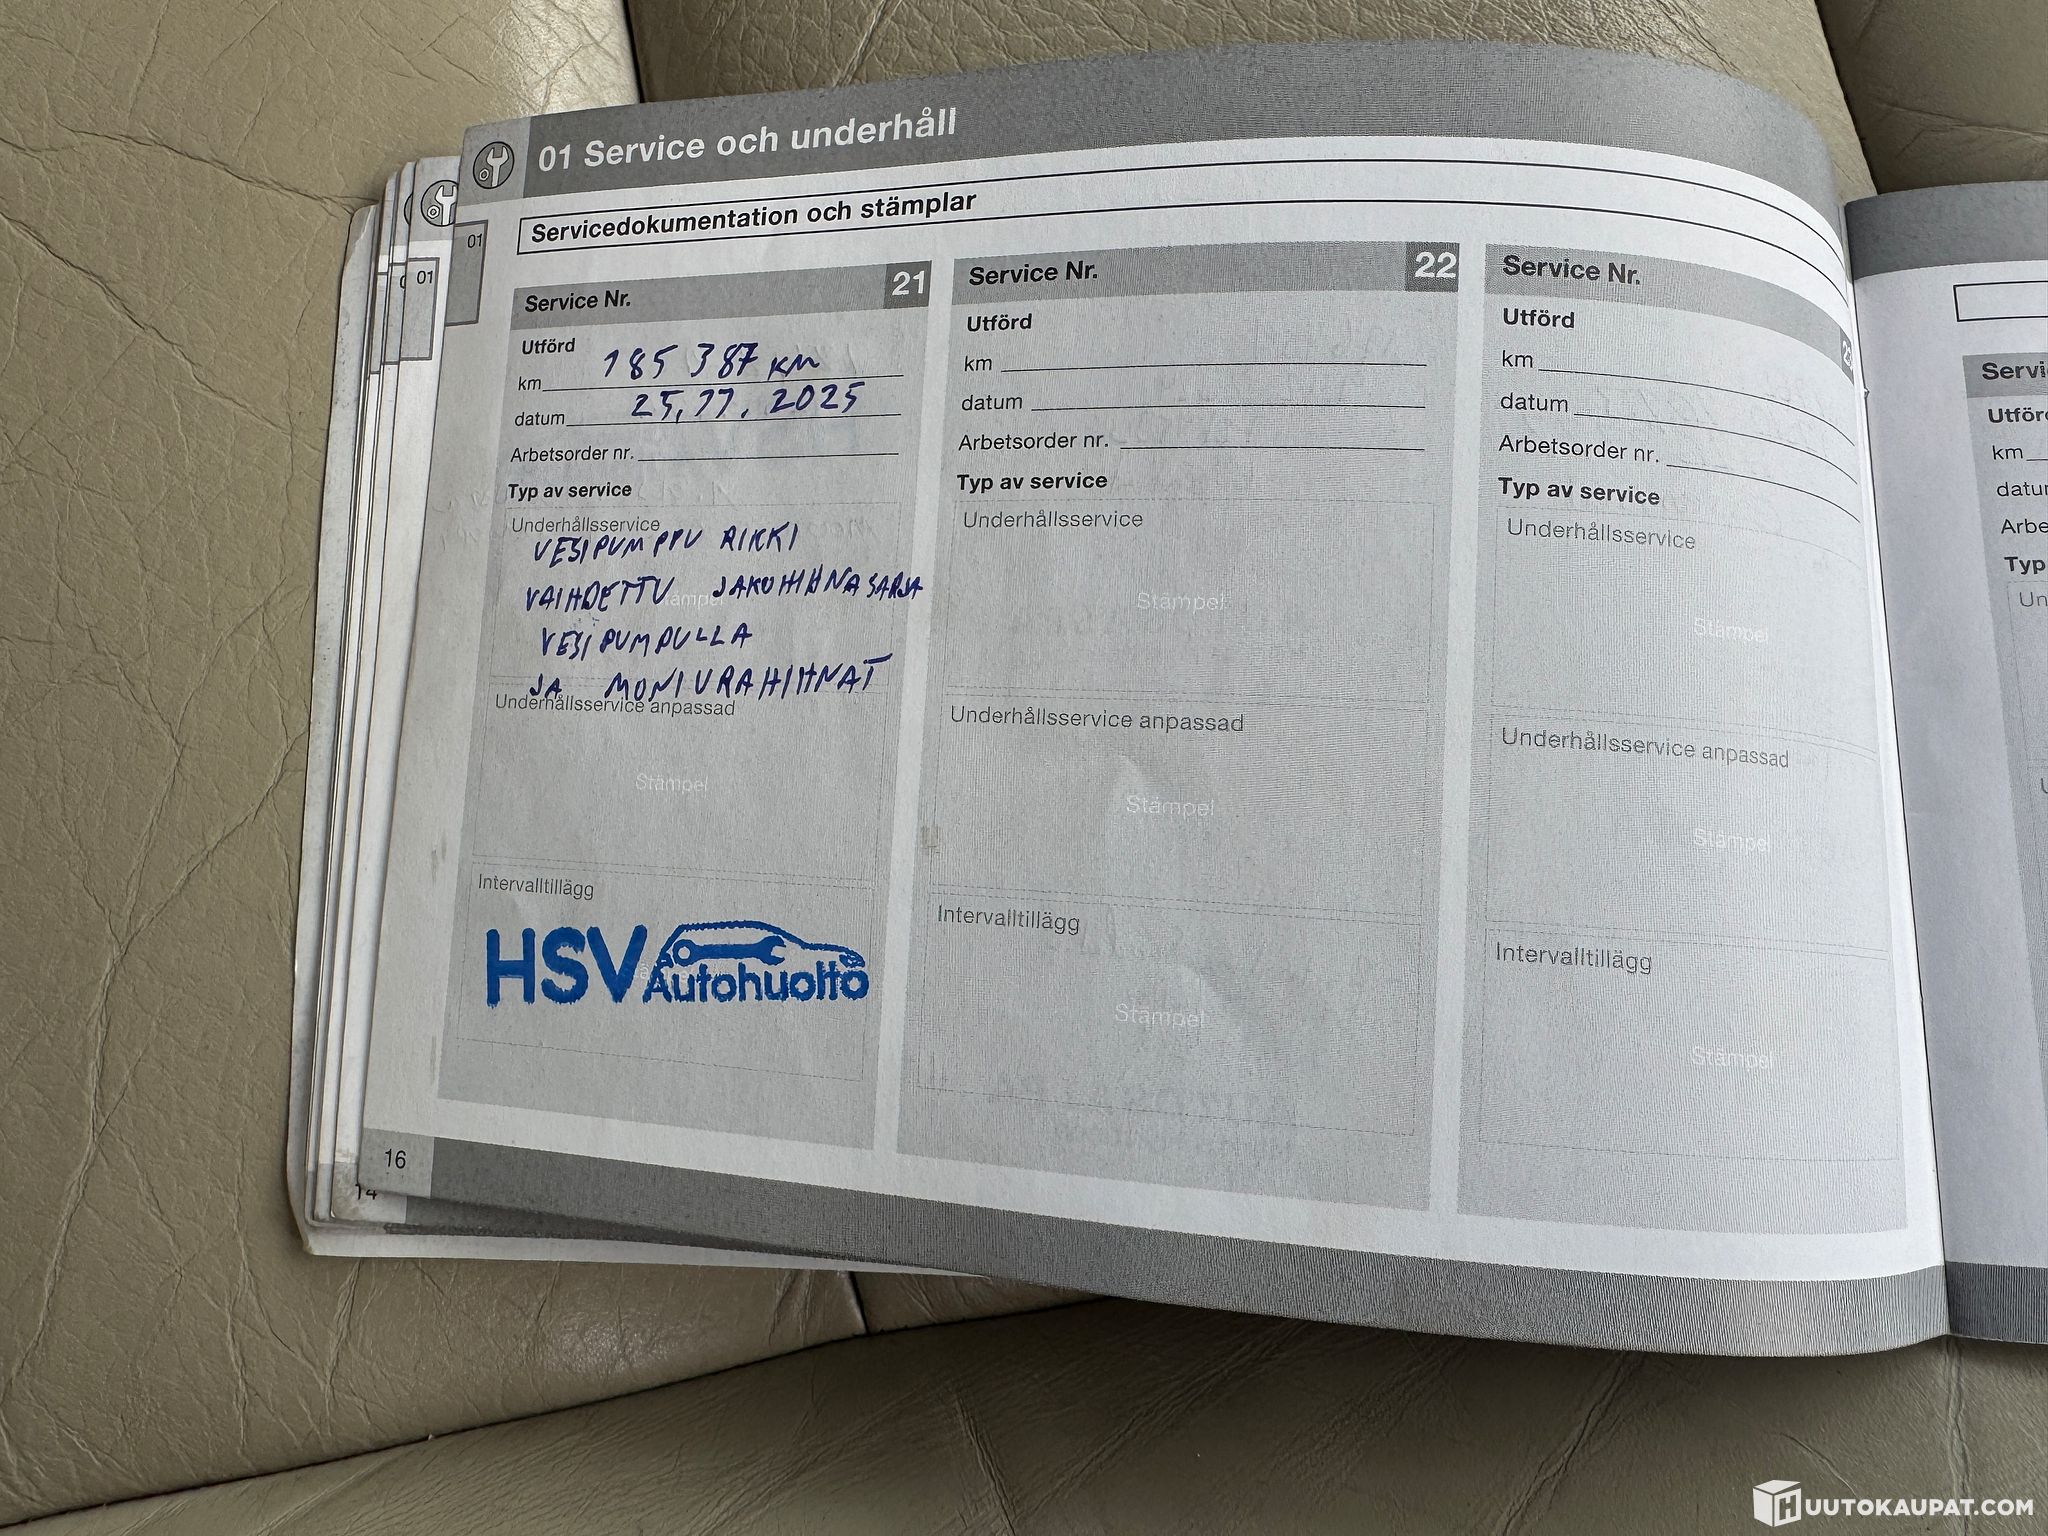 01 Service och underhåll
Servicedokumentation och stämplar
01
01
Service Nr. 21
Utförd
km 185 387 km
datum 25.11.2025
Arbetsorder nr.
Typ av service
Underhållsservice
VESIPUMPPU RIKKI
VAIHDETTU JAKOHIHNASARJA
Stämpel
VESIPUMPULLA
JA MONIURAHIHNAT
Underhållsservice anpassad
Stämpel
Intervalltillägg
HSV Autohuolto
Service Nr. 22
Utförd
km
datum
Arbetsorder nr.
Typ av service
Underhållsservice
Stämpel
Underhållsservice anpassad
Stämpel
Intervalltillägg
Stämpel
Service Nr.
Utförd
km
datum
Arbetsorder nr.
Typ av service
Underhållsservice
Stämpel
Underhållsservice anpassad
Stämpel
Intervalltillägg
Stämpel
16
14
km
HUUTOKAUPAT.COM